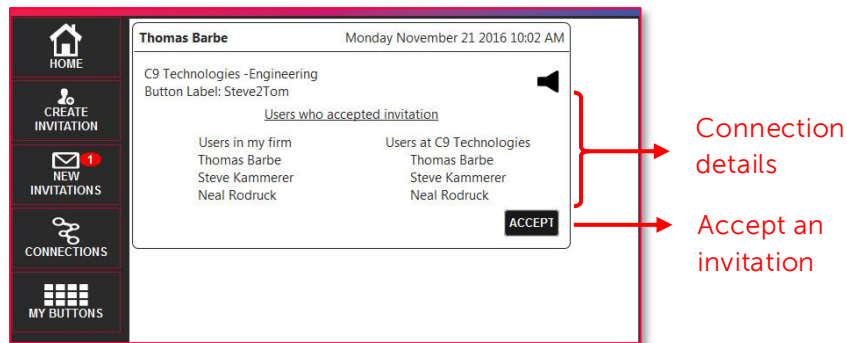 HOME
CREATE
INVITATION
1
NEW
INVITATIONS
CONNECTIONS
MY BUTTONS
Thomas Barbe Monday November 21 2016 10:02 AM
C9 Technologies -Engineering
Button Label: Steve2Tom
Users who accepted invitation
Users in my firm Users at C9 Technologies
Thomas Barbe Thomas Barbe
Steve Kammerer Steve Kammerer
Neal Rodruck Neal Rodruck
ACCEPT
Connection
details
Accept an
invitation